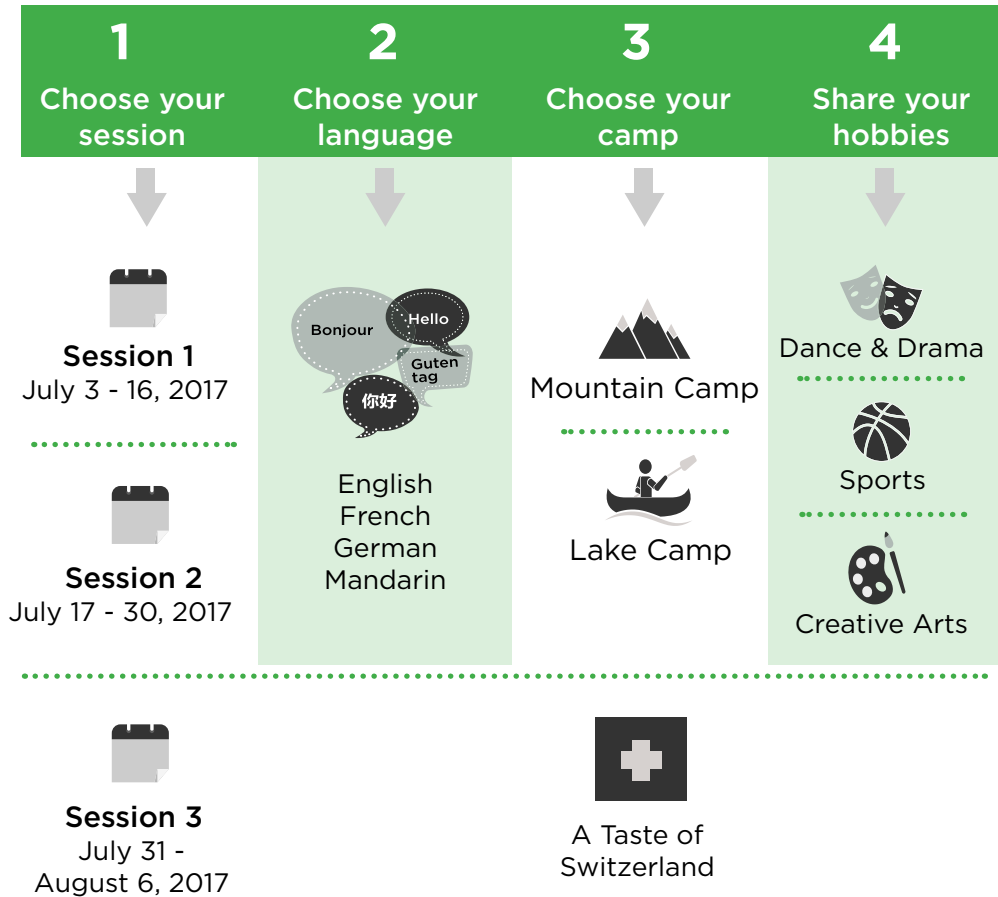 1
Choose your
session
2
Choose your
language
3
Choose your
camp
4
Share your
hobbies
Session 1
July 3 - 16, 2017
Session 2
July 17 - 30, 2017
Bonjour
Hello
Guten
tag
你好
English
French
German
Mandarin
Mountain Camp
Lake Camp
Dance & Drama
Sports
Creative Arts
Session 3
July 31 -
August 6, 2017
A Taste of
Switzerland